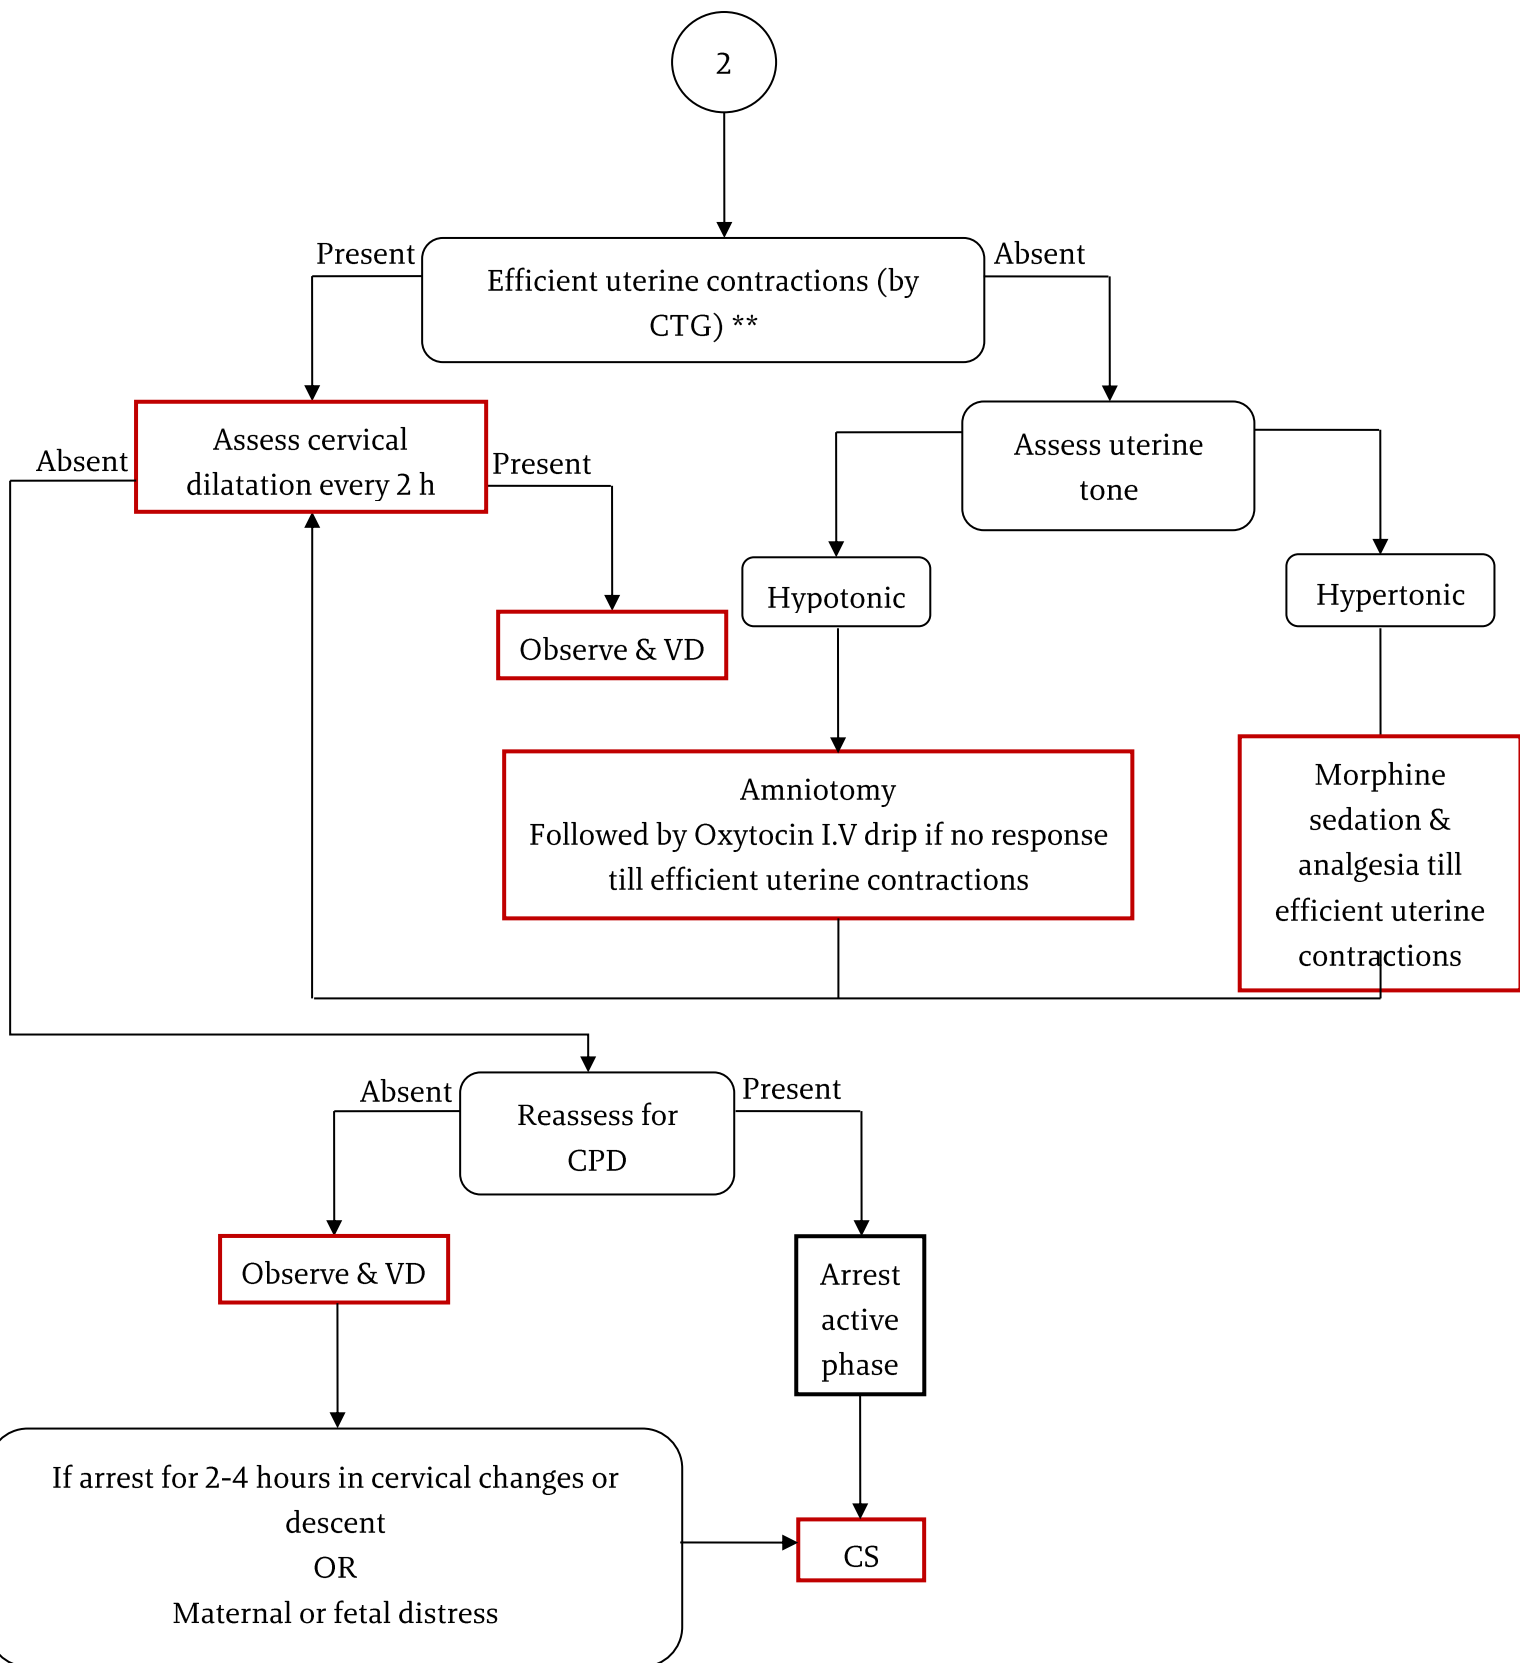 2
Present
Absent
Efficient uterine contractions (by
CTG) **
Assess cervical
dilatation every 2 h
Absent
Present
Assess uterine
tone
Hypotonic
Hypertonic
Observe & VD
Amniotomy
Followed by Oxytocin I.V drip if no response
till efficient uterine contractions
Morphine
sedation &
analgesia till
efficient uterine
contractions
Absent
Present
Reassess for
CPD
Observe & VD
Arrest
active
phase
If arrest for 2-4 hours in cervical changes or
descent
OR
Maternal or fetal distress
CS